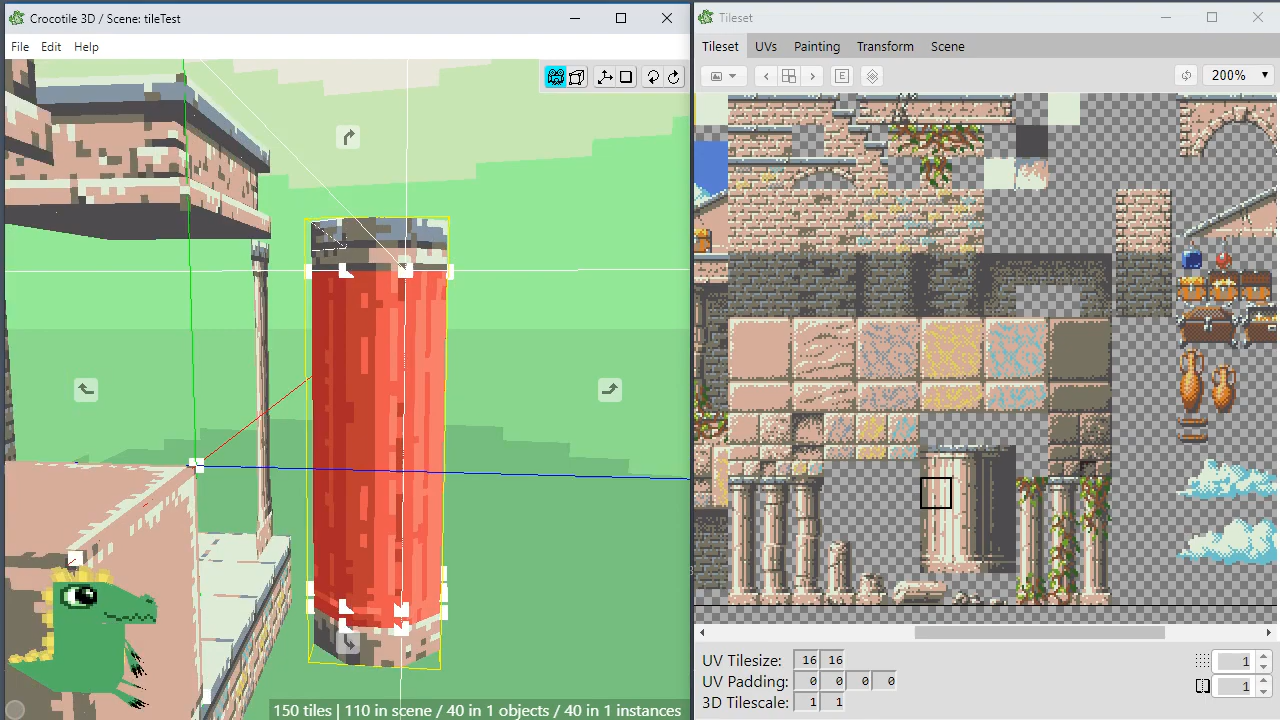 Crocotile 3D / Scene: tileTest
File Edit Help
150 tiles | 110 in scene / 40 in 1 objects / 40 in 1 instances
Tileset
Tileset UVs Painting Transform Scene
E
200%
UV Tilesize: 16 16
UV Padding: 0 0 0 0
3D Tilescale: 1 1
1
1